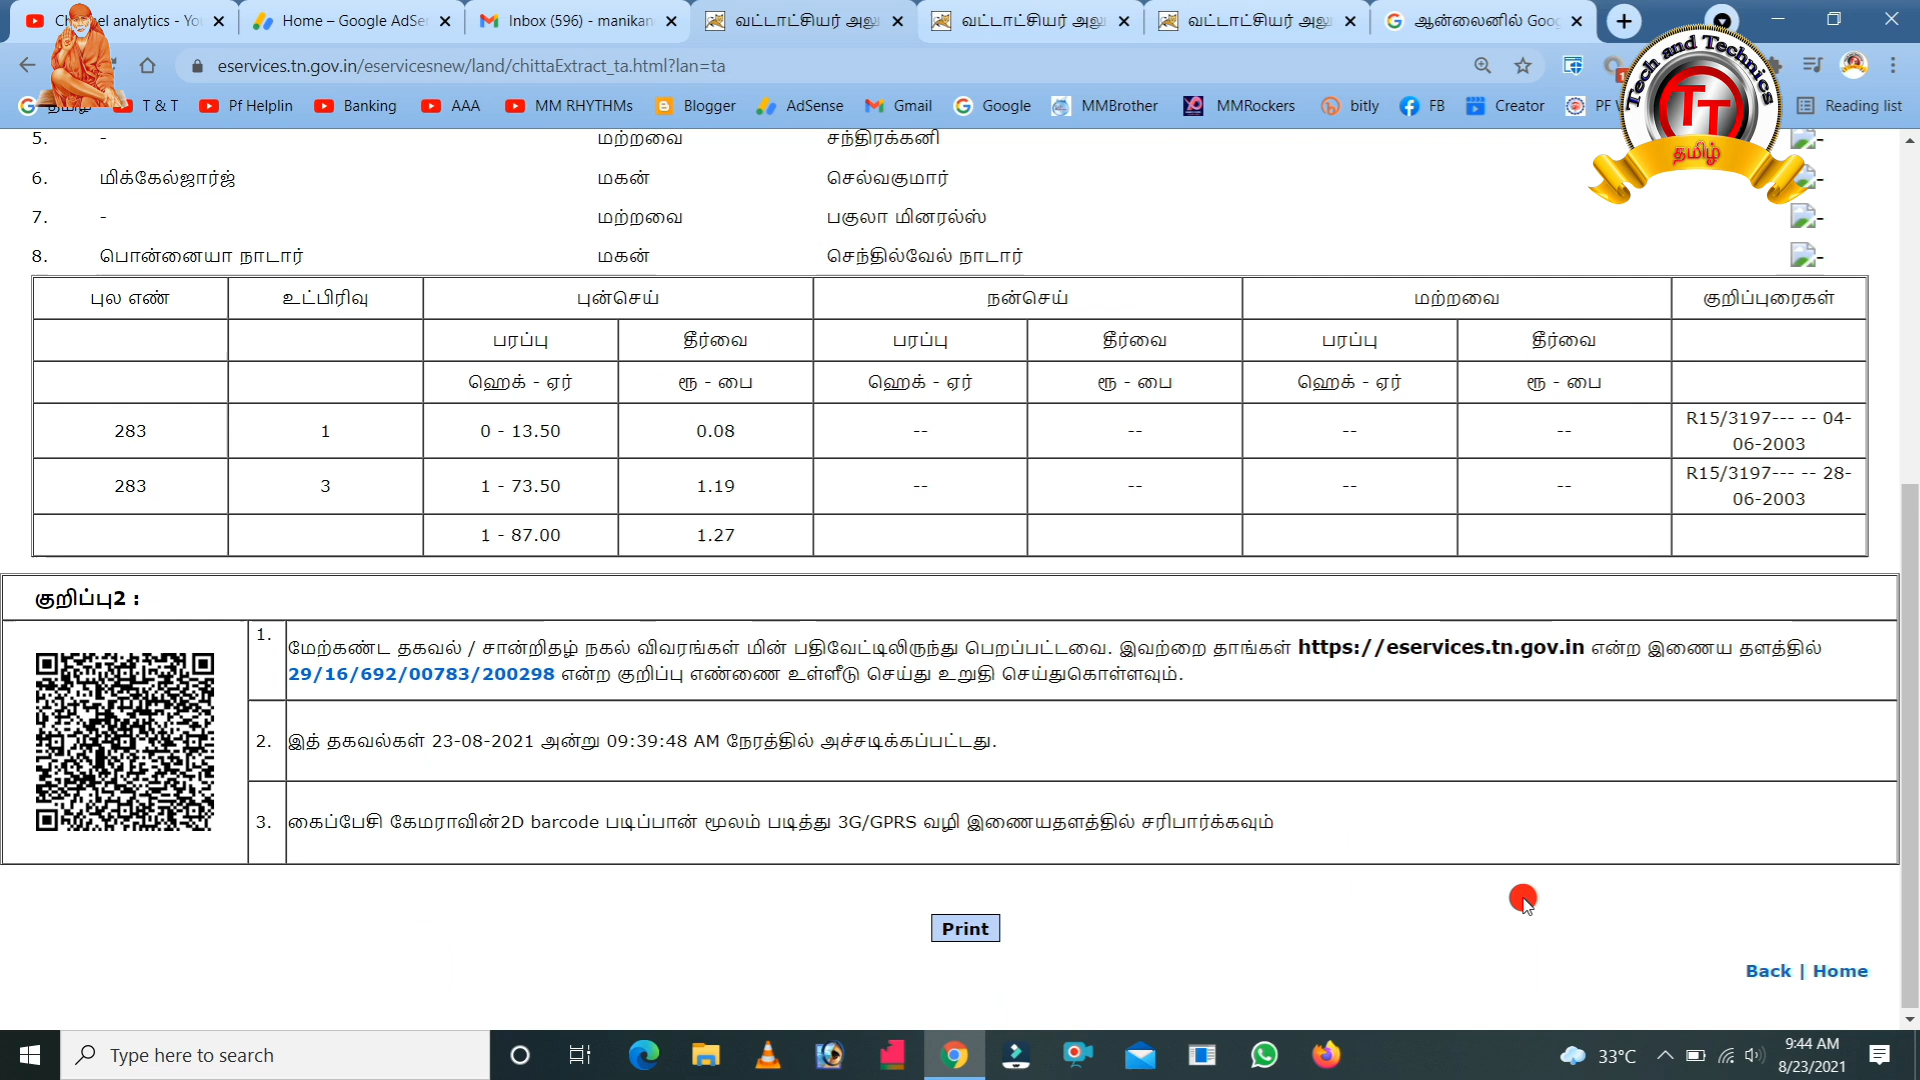 Channel analytics - Yo
Home – Google AdSe
Inbox (596) - manikan
வட்டாட்சியர் அலு
வட்டாட்சியர் அலு
வட்டாட்சியர் அலு
ஆன்லைனில் Goo
eservices.tn.gov.in/eservicesnew/land/chittaExtract_ta.html?lan=ta
தமிழ் T & T Pf Helplin Banking AAA MM RHYTHMs Blogger AdSense Gmail Google MMBrother MMRockers bitly FB Creator PF Reading list
Tech and Technics
TT
தமிழ்
5. - மற்றவை சந்திரக்கனி -
6. மிக்கேல்ஜார்ஜ் மகன் செல்வகுமார் -
7. - மற்றவை பகுலா மினரல்ஸ் -
8. பொன்னையா நாடார் மகன் செந்தில்வேல் நாடார் -
புல எண் உட்பிரிவு புன்செய் நன்செய் மற்றவை குறிப்புரைகள்
பரப்பு தீர்வை பரப்பு தீர்வை பரப்பு தீர்வை
ஹெக் - ஏர் ரூ - பை ஹெக் - ஏர் ரூ - பை ஹெக் - ஏர் ரூ - பை
283 1 0 - 13.50 0.08 -- -- -- -- R15/3197--- -- 04-
06-2003
283 3 1 - 73.50 1.19 -- -- -- -- R15/3197--- -- 28-
06-2003
1 - 87.00 1.27
குறிப்பு2 :
1. மேற்கண்ட தகவல் / சான்றிதழ் நகல் விவரங்கள் மின் பதிவேட்டிலிருந்து பெறப்பட்டவை. இவற்றை தாங்கள் https://eservices.tn.gov.in என்ற இணைய தளத்தில்
29/16/692/00783/200298 என்ற குறிப்பு எண்ணை உள்ளீடு செய்து உறுதி செய்துகொள்ளவும்.
2. இத் தகவல்கள் 23-08-2021 அன்று 09:39:48 AM நேரத்தில் அச்சடிக்கப்பட்டது.
3. கைப்பேசி கேமராவின்2D barcode படிப்பான் மூலம் படித்து 3G/GPRS வழி இணையதளத்தில் சரிபார்க்கவும்
Print
Back | Home
Type here to search
33°C
9:44 AM
8/23/2021